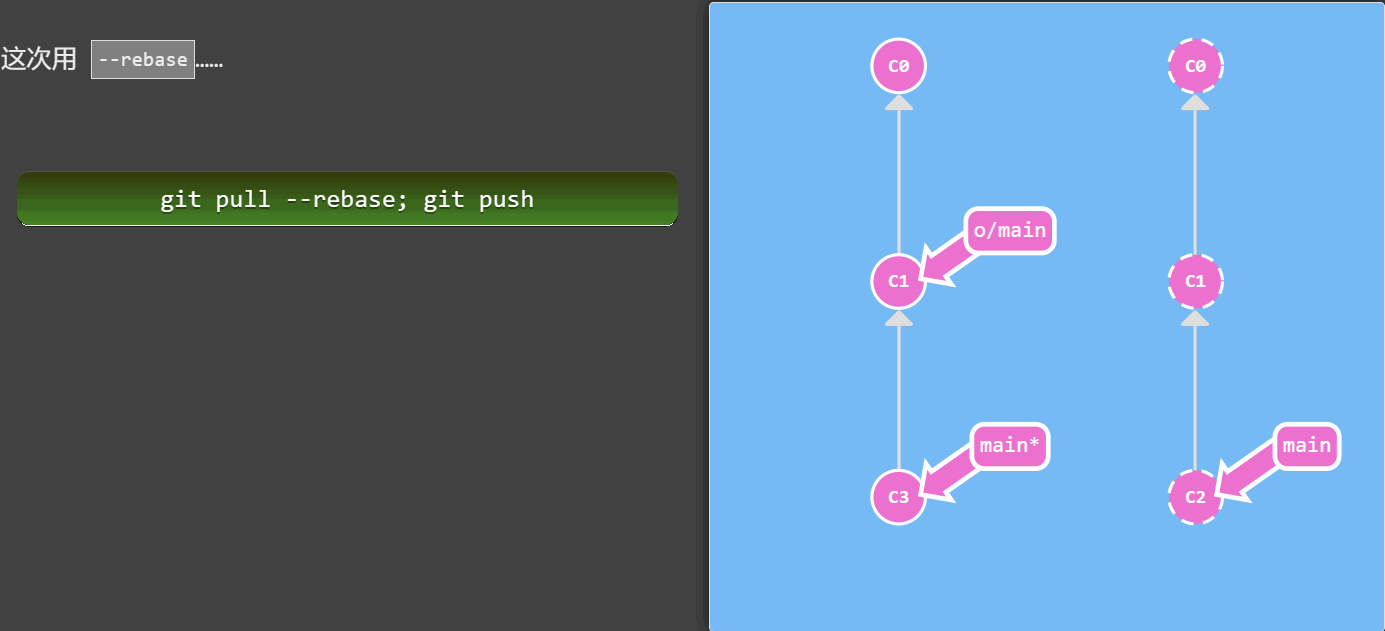 这次用 --rebase……
git pull --rebase; git push
C0 C0
o/main
C1 C1
main* main
C3 C2